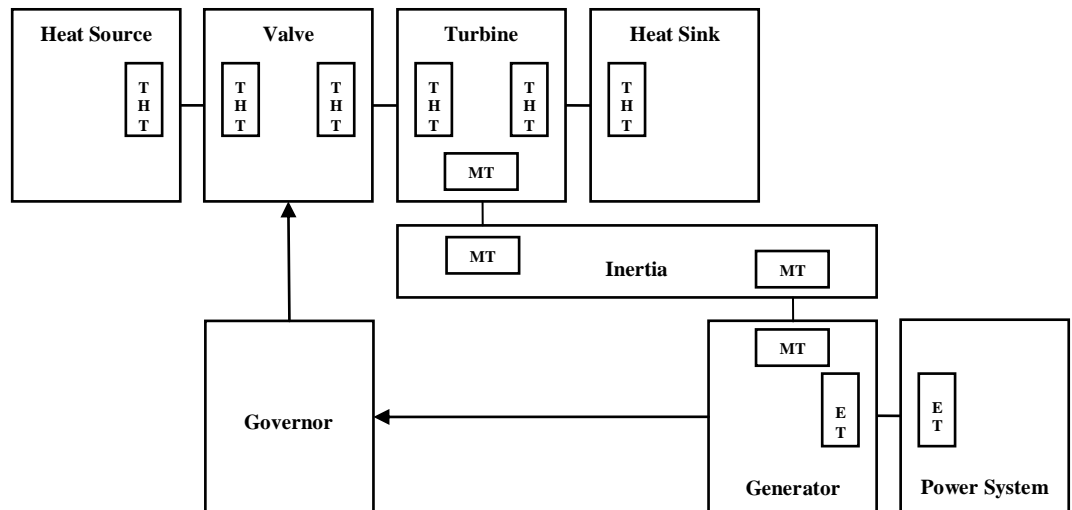 Heat Source
Valve
Turbine
Heat Sink
T
H
T
T
H
T
T
H
T
T
H
T
T
H
T
T
H
T
MT
MT
Inertia
MT
MT
Governor
E
T
E
T
Generator
Power System